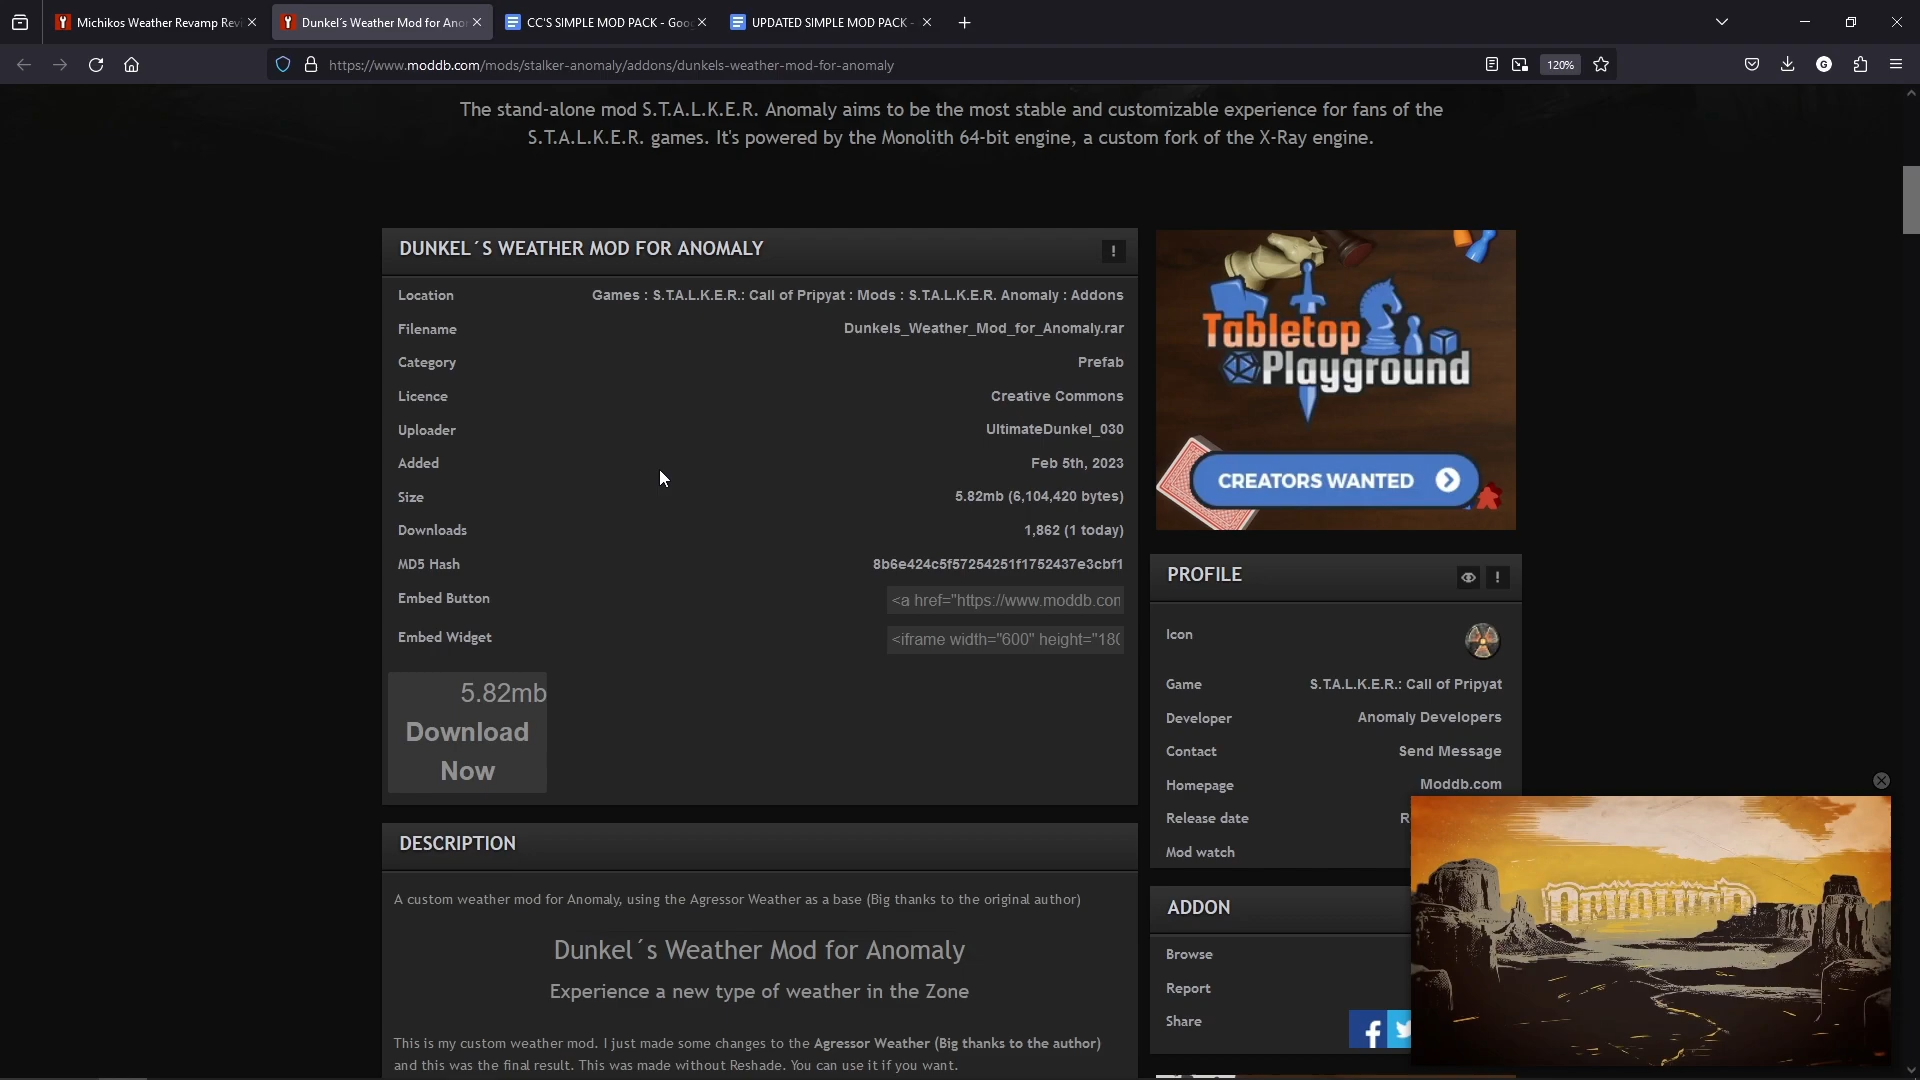 Michikos Weather Revamp Rev
Dunkel´s Weather Mod for Ano
CC'S SIMPLE MOD PACK - Goo
UPDATED SIMPLE MOD PACK -
https://www.moddb.com/mods/stalker-anomaly/addons/dunkels-weather-mod-for-anomaly
120%
G
The stand-alone mod S.T.A.L.K.E.R. Anomaly aims to be the most stable and customizable experience for fans of the
S.T.A.L.K.E.R. games. It's powered by the Monolith 64-bit engine, a custom fork of the X-Ray engine.
DUNKEL´S WEATHER MOD FOR ANOMALY
!
Location Games : S.T.A.L.K.E.R.: Call of Pripyat : Mods : S.T.A.L.K.E.R. Anomaly : Addons
Filename Dunkels_Weather_Mod_for_Anomaly.rar
Category Prefab
Licence Creative Commons
Uploader UltimateDunkel_030
Added Feb 5th, 2023
Size 5.82mb (6,104,420 bytes)
Downloads 1,862 (1 today)
MD5 Hash 8b6e424c5f57254251f1752437e3cbf1
Embed Button <a href="https://www.moddb.con
Embed Widget <iframe width="600" height="180
5.82mb
Download
Now
DESCRIPTION
A custom weather mod for Anomaly, using the Agressor Weather as a base (Big thanks to the original author)
Dunkel´s Weather Mod for Anomaly
Experience a new type of weather in the Zone
This is my custom weather mod. I just made some changes to the Agressor Weather (Big thanks to the author)
and this was the final result. This was made without Reshade. You can use it if you want.
Tabletop
Playground
CREATORS WANTED
PROFILE
!
Icon
Game S.T.A.L.K.E.R.: Call of Pripyat
Developer Anomaly Developers
Contact Send Message
Homepage Moddb.com
Release date R
Mod watch
ADDON
Browse
Report
Share